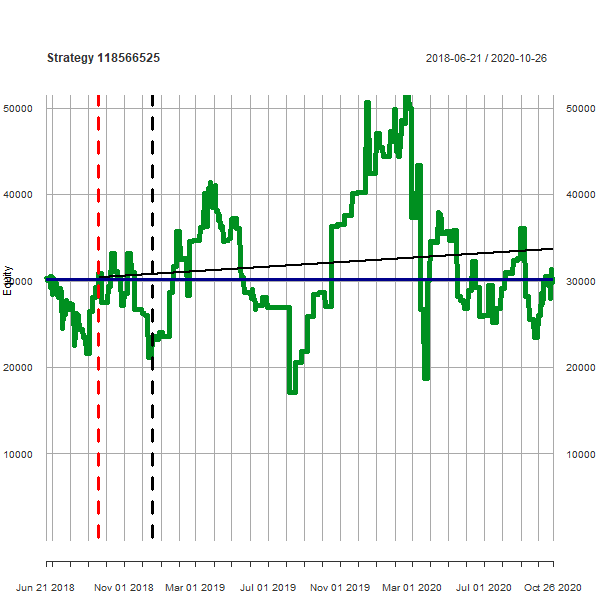 Strategy 118566525
2018-06-21 / 2020-10-26
50000
50000
40000
40000
30000
30000
20000
20000
10000
10000
Equity
Jun 21 2018
Nov 01 2018
Mar 01 2019
Jul 01 2019
Nov 01 2019
Mar 01 2020
Jul 01 2020
Oct 26 2020